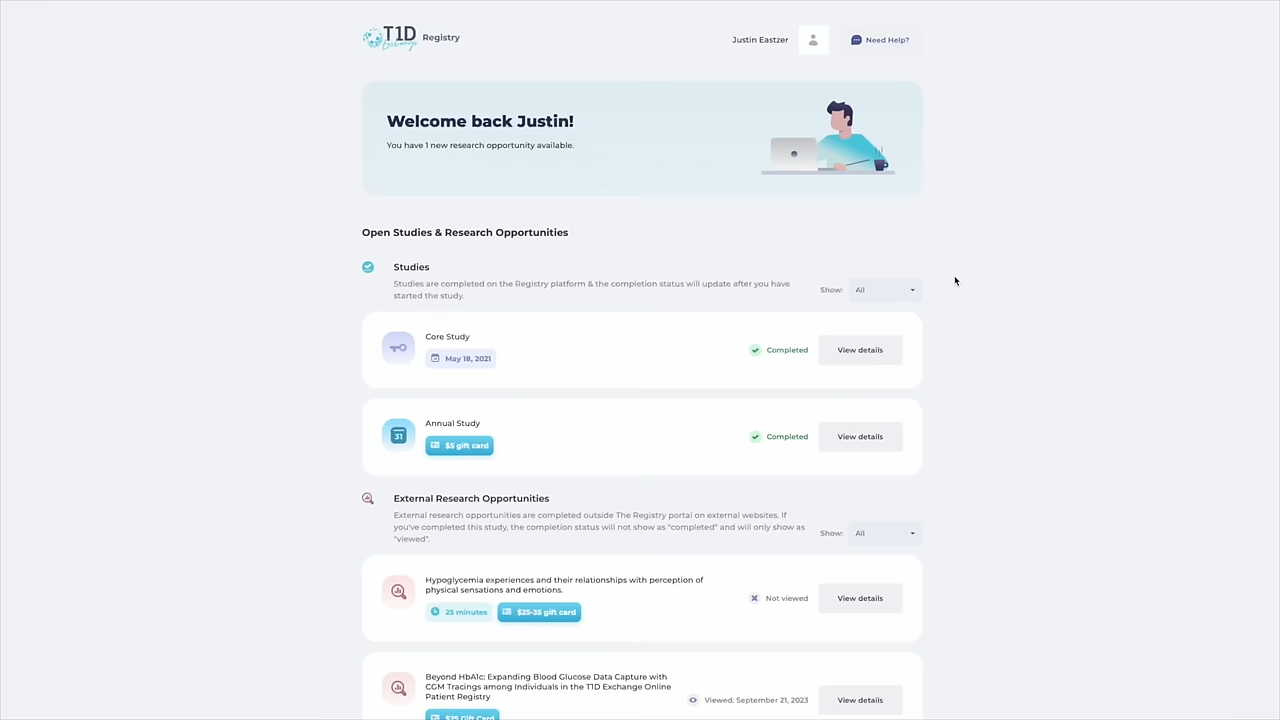 T1D
Exchange
Registry
Justin Eastzer
Need Help?
Welcome back Justin!
You have 1 new research opportunity available.
Open Studies & Research Opportunities
Studies
Studies are completed on the Registry platform & the completion status will update after you have
started the study.
Show:
All
Core Study
May 18, 2021
Completed
View details
31
Annual Study
$5 gift card
Completed
View details
External Research Opportunities
External research opportunities are completed outside The Registry portal on external websites. If
you've completed this study, the completion status will not show as "completed" and will only show as
"viewed".
Show:
All
Hypoglycemia experiences and their relationships with perception of
physical sensations and emotions.
25 minutes
$25-35 gift card
Not viewed
View details
Beyond HbA1c: Expanding Blood Glucose Data Capture with
CGM Tracings among Individuals in the T1D Exchange Online
Patient Registry
$25 Gift Card
Viewed: September 21, 2023
View details